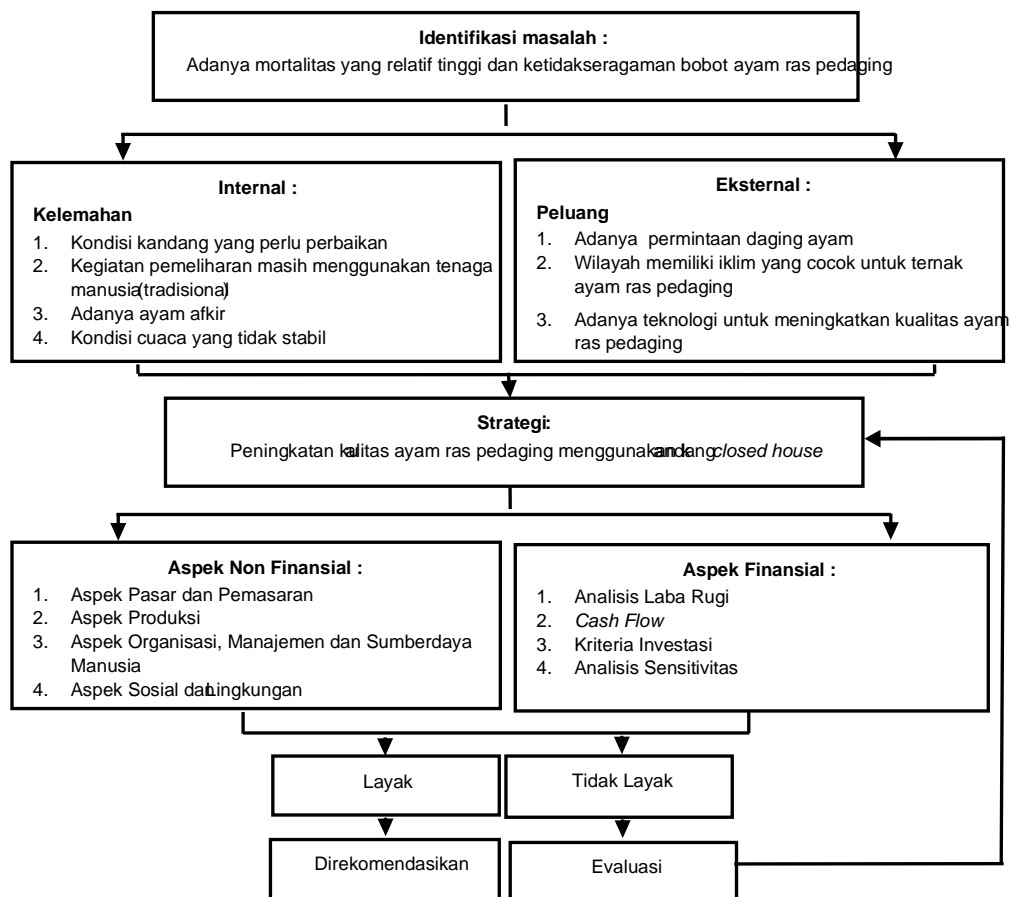 Identifikasi masalah :
Adanya mortalitas yang relatif tinggi dan ketidakseragaman bobot ayam ras pedaging
Internal :
Kelemahan
1. Kondisi kandang yang perlu perbaikan
2. Kegiatan pemeliharan masih menggunakan tenaga
manusia(tradisional)
3. Adanya ayam afkir
4. Kondisi cuaca yang tidak stabil
Eksternal :
Peluang
1. Adanya permintaan daging ayam
2. Wilayah memiliki iklim yang cocok untuk ternak
ayam ras pedaging
3. Adanya teknologi untuk meningkatkan kualitas ayam
ras pedaging
Strategi:
Peningkatan kualitas ayam ras pedaging menggunakan kandang closed house
Aspek Non Finansial :
1. Aspek Pasar dan Pemasaran
2. Aspek Produksi
3. Aspek Organisasi, Manajemen dan Sumberdaya
Manusia
4. Aspek Sosial dan Lingkungan
Aspek Finansial :
1. Analisis Laba Rugi
2. Cash Flow
3. Kriteria Investasi
4. Analisis Sensitivitas
Layak
Tidak Layak
Direkomendasikan
Evaluasi